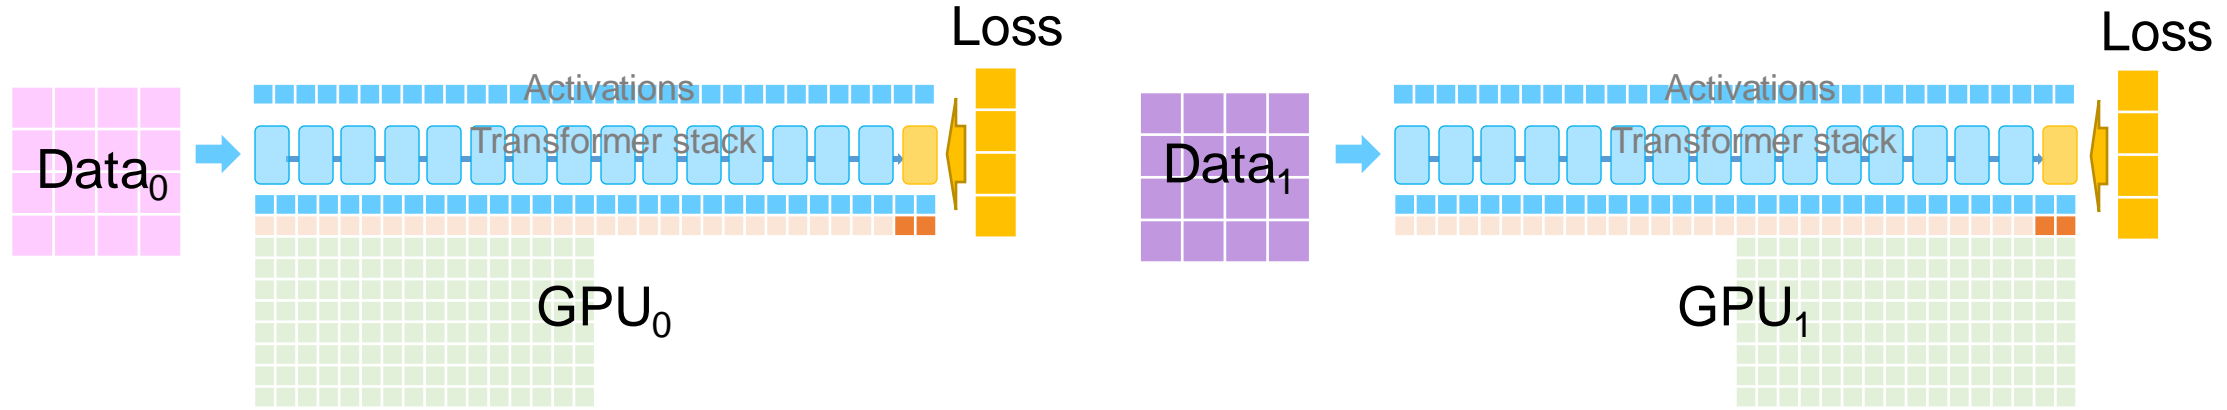 Loss
Activations
Transformer stack
Data0
GPU0
Loss
Activations
Transformer stack
Data1
GPU1